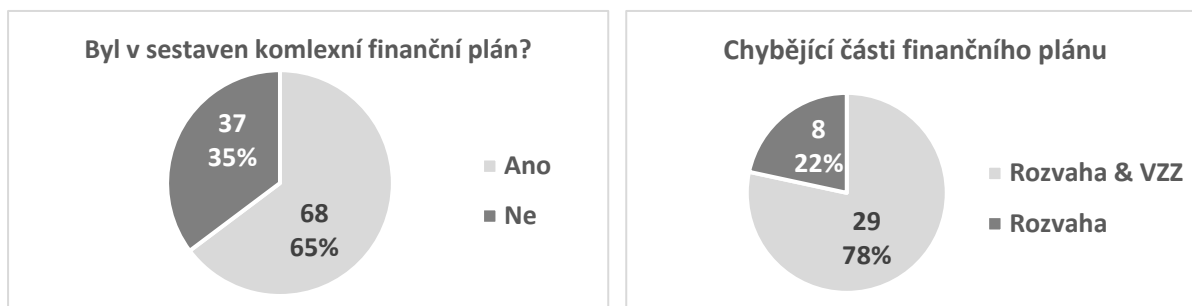 Byl v sestaven komlexní finanční plán?
37
35%
68
65%
Ano
Ne
Chybějící části finančního plánu
8
22%
29
78%
Rozvaha & VZZ
Rozvaha